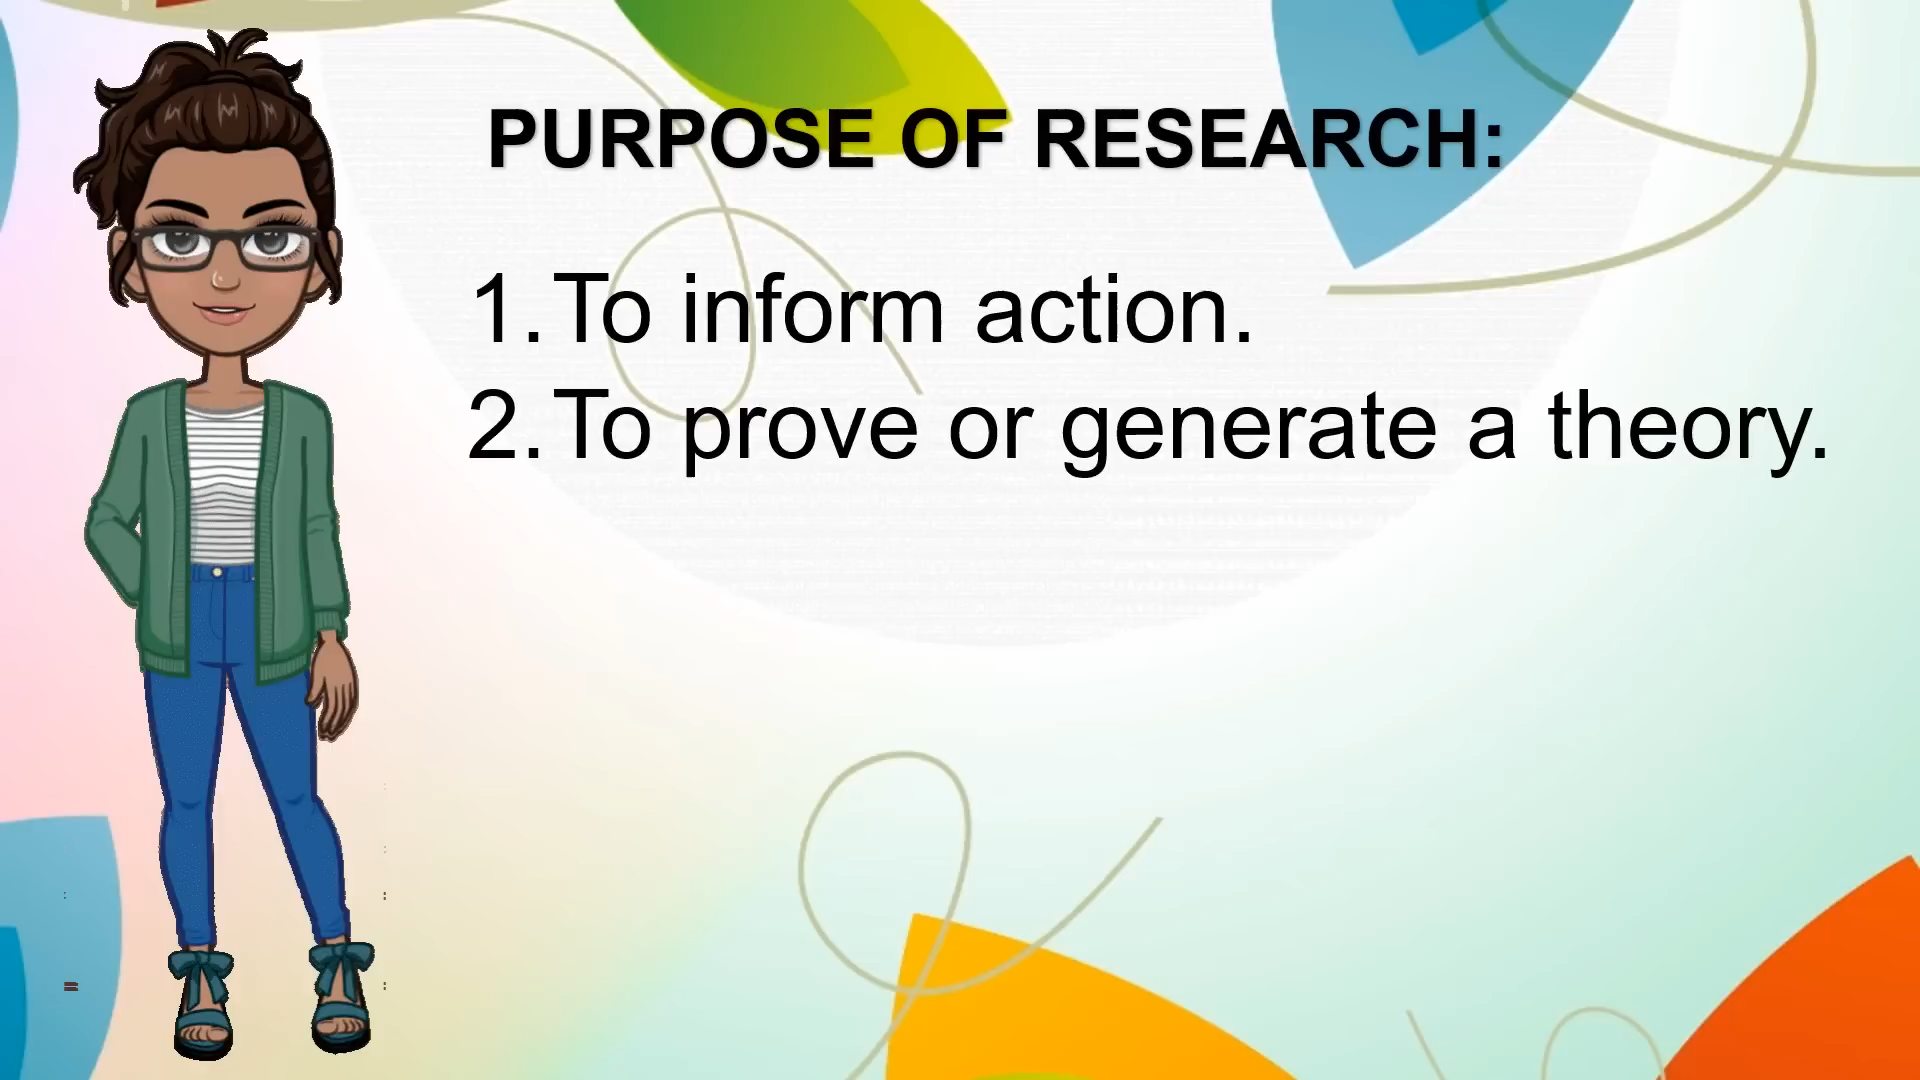 PURPOSE OF RESEARCH:
1. To inform action.
2. To prove or generate a theory.